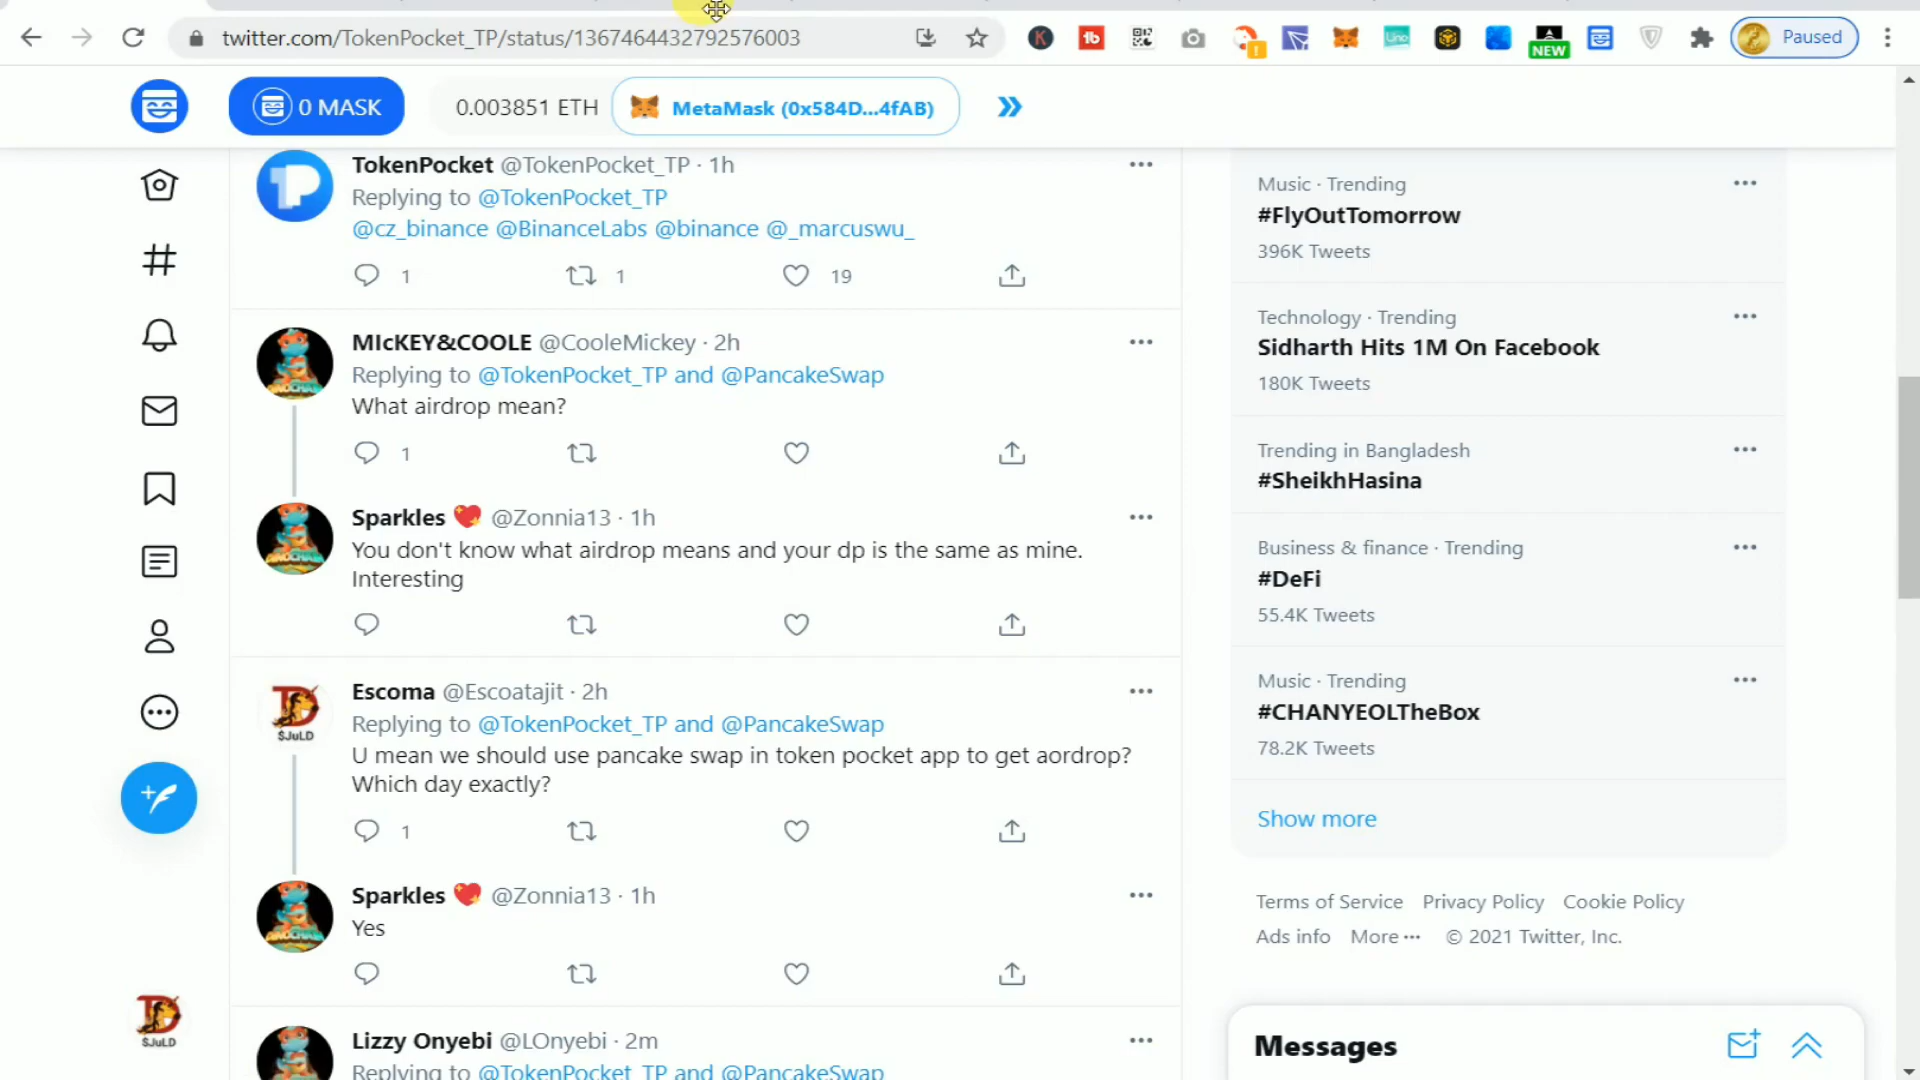 twitter.com/TokenPocket_TP/status/1367464432792576003
NEW
Paused
0 MASK
0.003851 ETH
MetaMask (0x584D...4fAB)
TokenPocket @TokenPocket_TP · 1h
Replying to @TokenPocket_TP
@cz_binance @BinanceLabs @binance @_marcuswu_
1 1 19
MIcKEY&COOLE @CooleMickey · 2h
Replying to @TokenPocket_TP and @PancakeSwap
What airdrop mean?
1
Sparkles 💖 @Zonnia13 · 1h
You don't know what airdrop means and your dp is the same as mine.
Interesting
Escoma @Escoatajit · 2h
Replying to @TokenPocket_TP and @PancakeSwap
U mean we should use pancake swap in token pocket app to get aordrop?
Which day exactly?
1
$JuLD
Sparkles 💖 @Zonnia13 · 1h
Yes
Lizzy Onyebi @LOnyebi · 2m
Replying to @TokenPocket_TP and @PancakeSwap
$JuLD
Music · Trending
#FlyOutTomorrow
396K Tweets
Technology · Trending
Sidharth Hits 1M On Facebook
180K Tweets
Trending in Bangladesh
#SheikhHasina
Business & finance · Trending
#DeFi
55.4K Tweets
Music · Trending
#CHANYEOLTheBox
78.2K Tweets
Show more
Terms of Service Privacy Policy Cookie Policy
Ads info More ··· © 2021 Twitter, Inc.
Messages